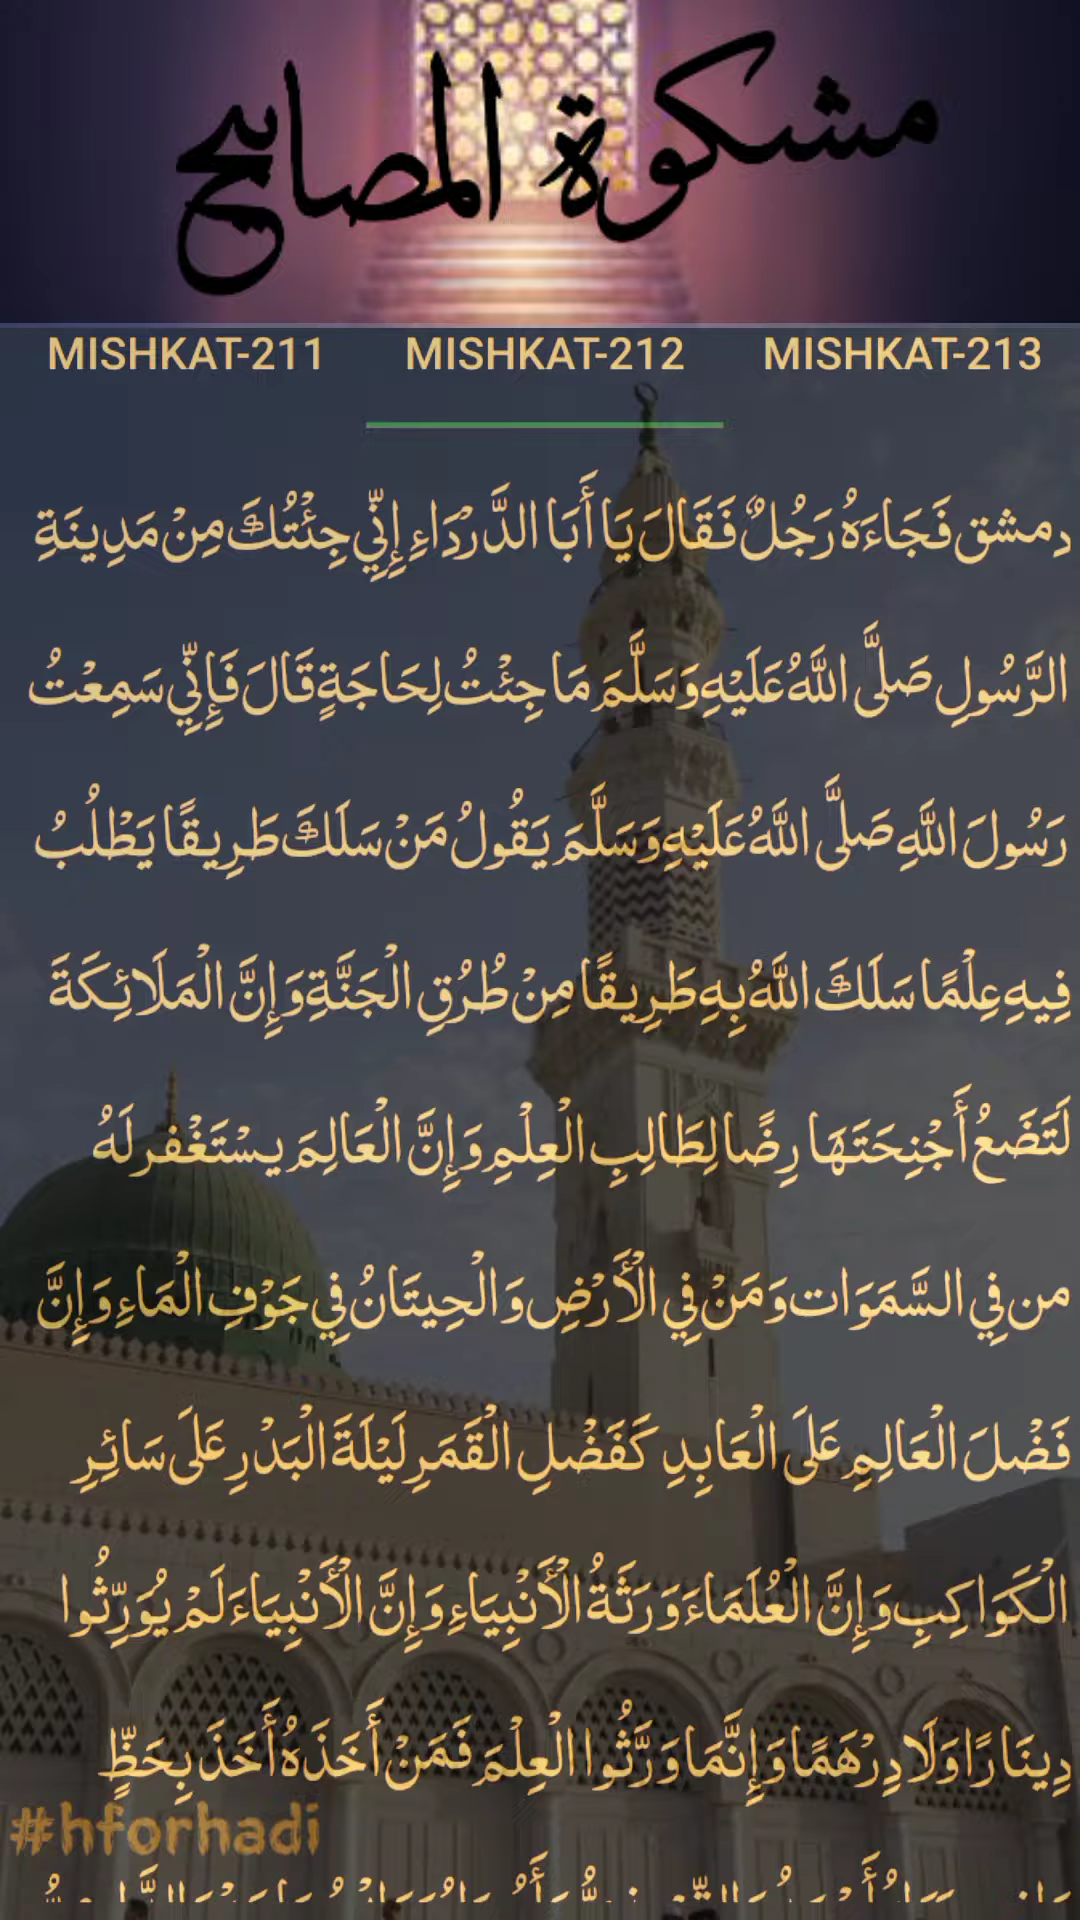 مشكوة المصابيح
MISHKAT-211 MISHKAT-212 MISHKAT-213
دمشق فَجَاءَهُ رَجُلٌ فَقَالَ يَا أَبَا الدَّرْدَاءِ إِنِّي جِئْتُكَ مِنْ مَدِينَةِ
الرَّسُولِ صَلَّى اللَّهُ عَلَيْهِ وَسَلَّمَ مَا جِئْتُ لِحَاجَةٍ قَالَ فَإِنِّي سَمِعْتُ
رَسُولَ اللَّهِ صَلَّى اللَّهُ عَلَيْهِ وَسَلَّمَ يَقُولُ مَنْ سَلَكَ طَرِيقًا يَطْلُبُ
فِيهِ عِلْمًا سَلَكَ اللَّهُ بِهِ طَرِيقًا مِنْ طُرُقِ الْجَنَّةِ وَإِنَّ الْمَلَائِكَةَ
لَتَضَعُ أَجْنِحَتَهَا رِضًا لِطَالِبِ الْعِلْمِ وَإِنَّ الْعَالِمَ يسْتَغْفر لَهُ
من فِي السَّمَوَات وَمَنْ فِي الْأَرْضِ وَالْحِيتَانُ فِي جَوْفِ الْمَاءِ وَإِنَّ
فَضْلَ الْعَالِمِ عَلَى الْعَابِدِ كَفَضْلِ الْقَمَرِ لَيْلَةَ الْبَدْرِ عَلَى سَائِرِ
الْكَوَاكِبِ وَإِنَّ الْعُلَمَاءَ وَرَثَةُ الْأَنْبِيَاءِ وَإِنَّ الْأَنْبِيَاءَ لَمْ يُوَرِّثُوا
دِينَارًا وَلَا دِرْهَمًا وَإِنَّمَا وَرَّثُوا الْعِلْمَ فَمَنْ أَخَذَهُ أَخَذَ بِحَظٍّ
#hforhadi